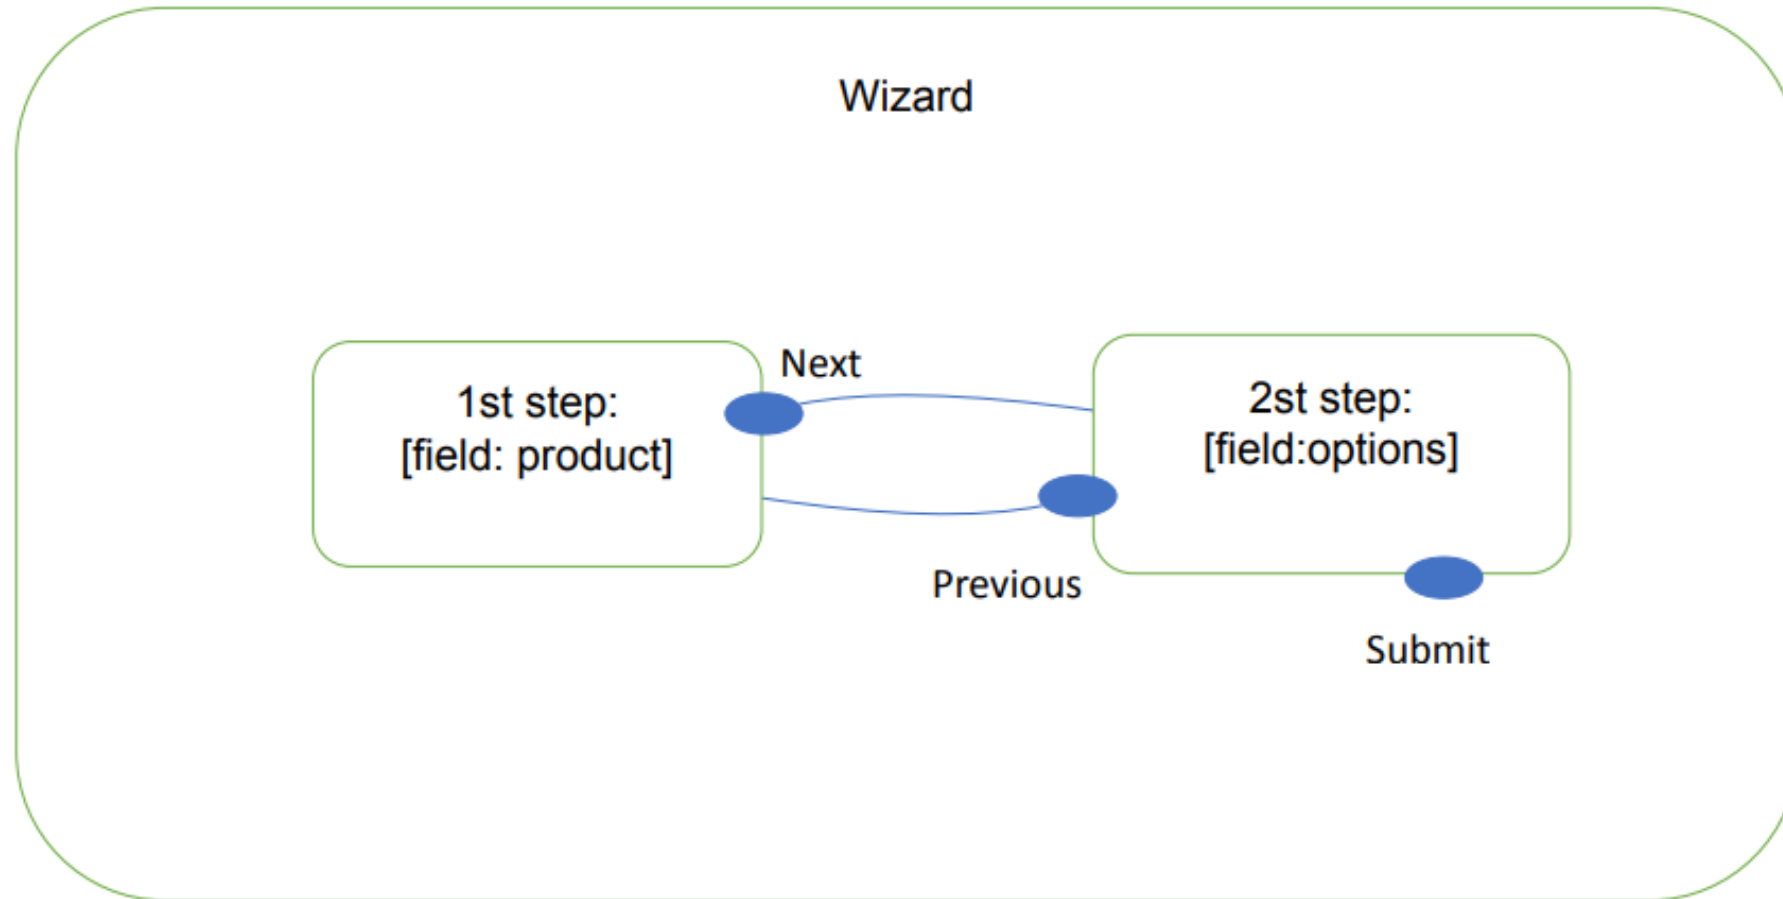 Wizard
Next
1st step:
[field: product]
2st step:
[field:options]
Previous
Submit